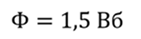 Φ = 1,5 Вб